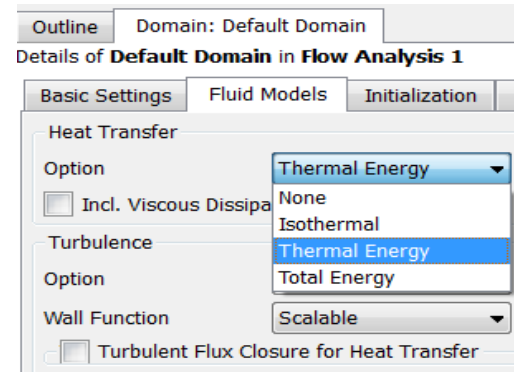 Outline Domain: Default Domain
Details of Default Domain in Flow Analysis 1
Basic Settings Fluid Models Initialization
Heat Transfer
Option Thermal Energy
Incl. Viscous Dissipa
None
Isothermal
Thermal Energy
Total Energy
Turbulence
Option
Wall Function Scalable
Turbulent Flux Closure for Heat Transfer